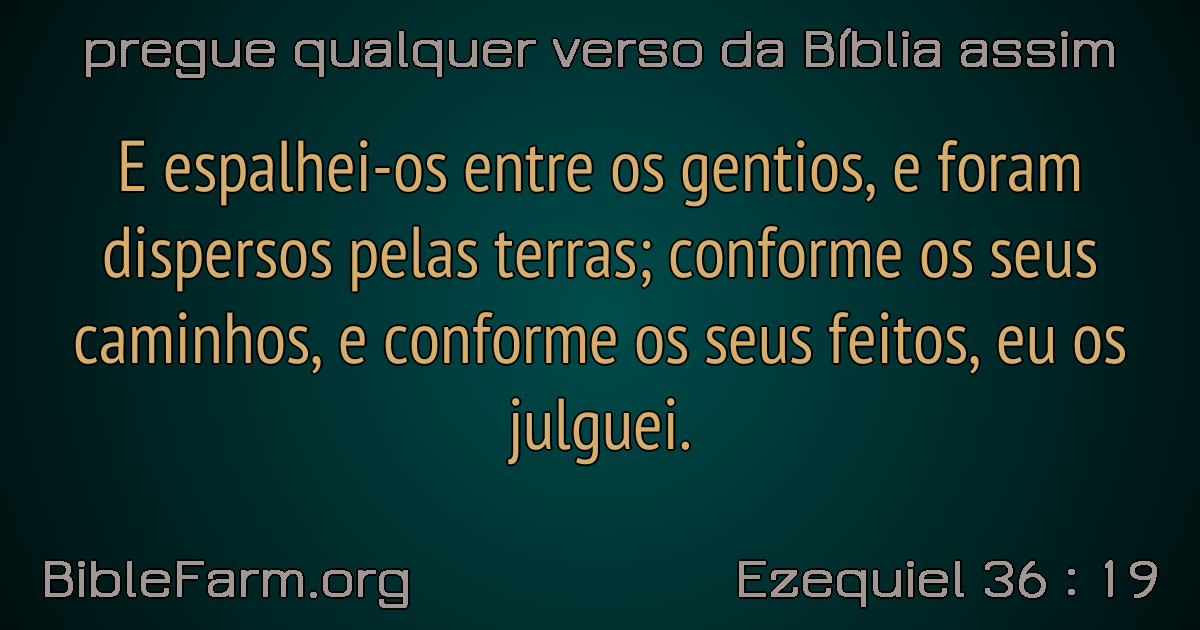 pregue qualquer verso da Bíblia assim
E espalhei-os entre os gentios, e foram
dispersos pelas terras; conforme os seus
caminhos, e conforme os seus feitos, eu os
julguei.
BibleFarm.org
Ezequiel 36 : 19